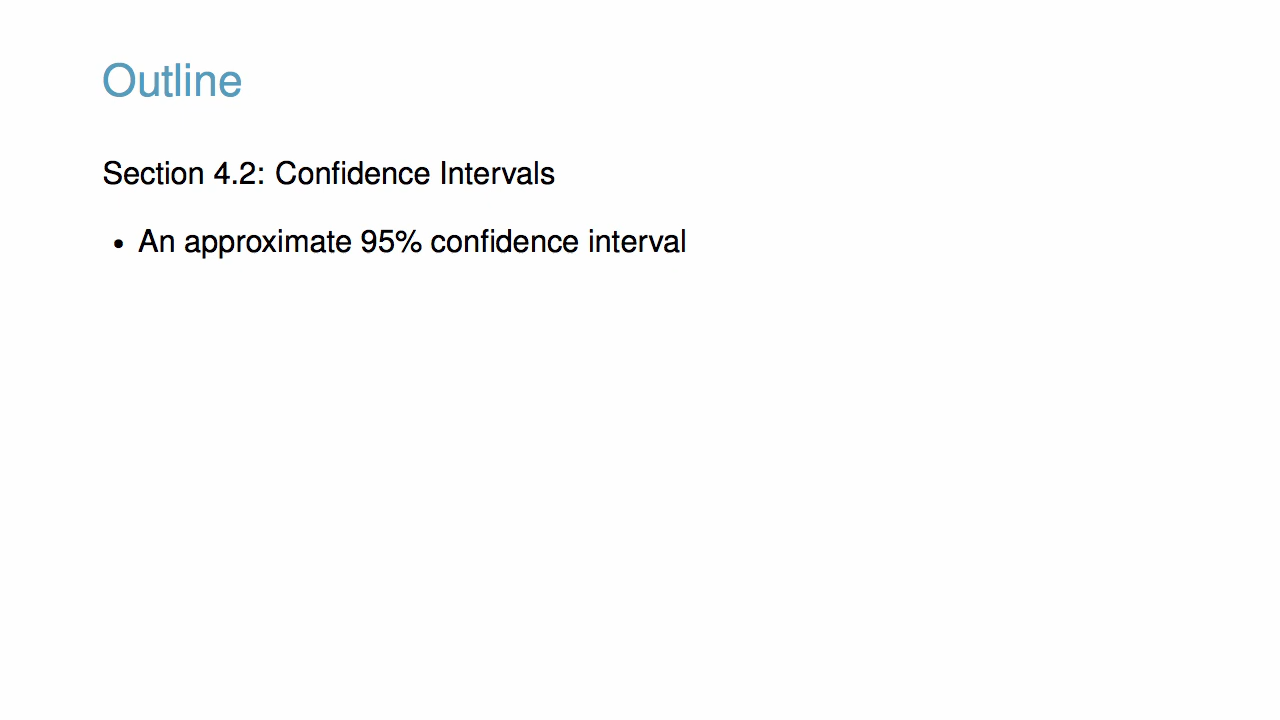 Outline
Section 4.2: Confidence Intervals
• An approximate 95% confidence interval